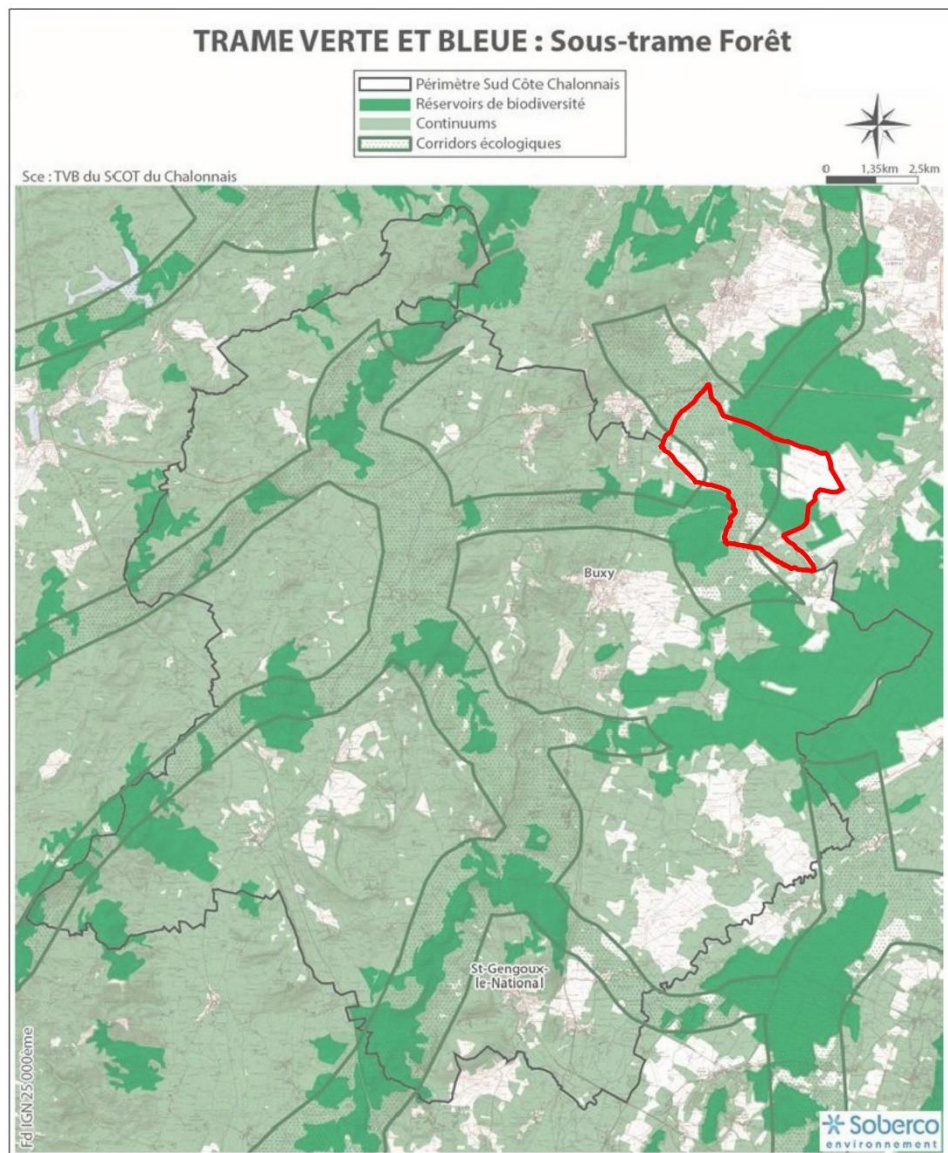 TRAME VERTE ET BLEUE : Sous-trame Forêt
Périmètre Sud Côte Chalonnais
Réservoirs de biodiversité
Continuums
Corridors écologiques
Sce : TVB du SCOT du Chalonnais
0 1,35km 2,5km
Buxy
St-Gengoux-
le-National
Fd IGN 25 000ème
Soberco
environnement